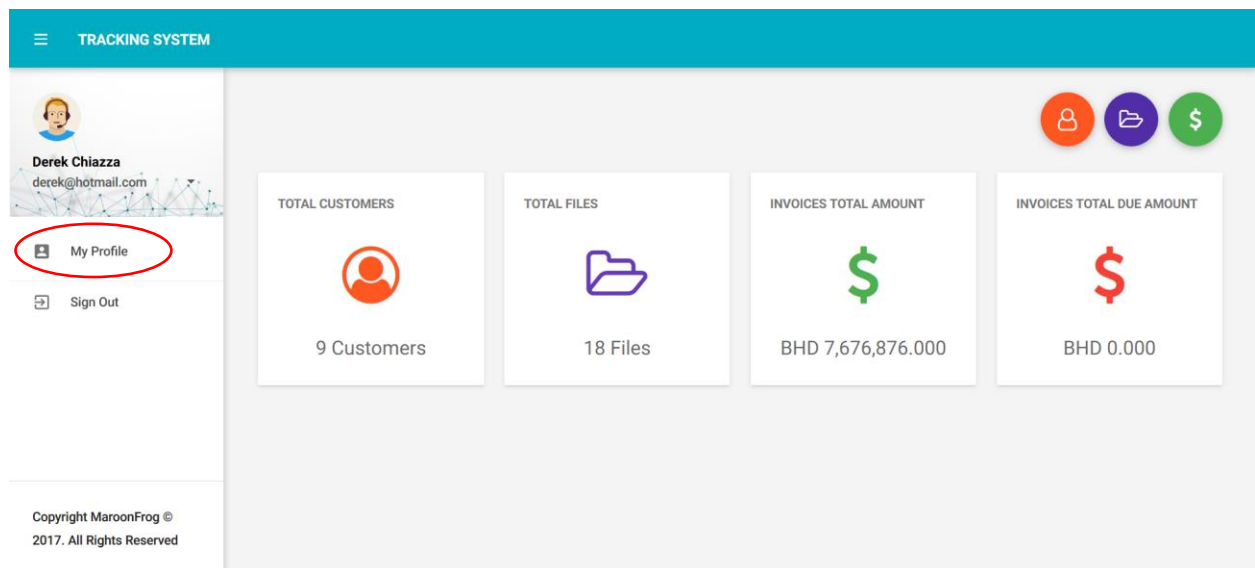 TRACKING SYSTEM
Derek Chiazza
derek@hotmail.com
My Profile
Sign Out
Copyright MaroonFrog ©
2017. All Rights Reserved
$
TOTAL CUSTOMERS
9 Customers
TOTAL FILES
18 Files
INVOICES TOTAL AMOUNT
$
BHD 7,676,876.000
INVOICES TOTAL DUE AMOUNT
$
BHD 0.000